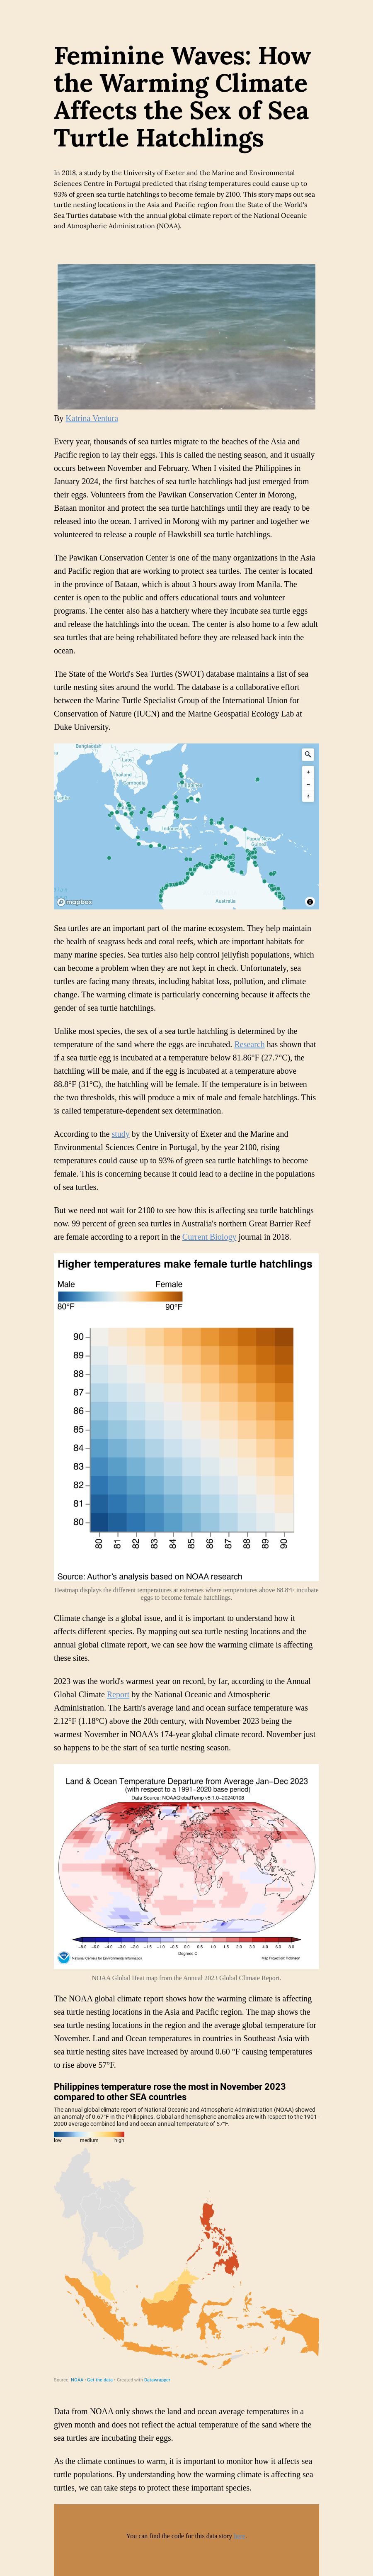 Feminine Waves: How
the Warming Climate
Affects the Sex of Sea
Turtle Hatchlings
In 2018, a study by the University of Exeter and the Marine and Environmental
Sciences Centre in Portugal predicted that rising temperatures could cause up to
93% of green sea turtle hatchlings to become female by 2100. This story maps out sea
turtle nesting locations in the Asia and Pacific region from the State of the World's
Sea Turtles database with the annual global climate report of the National Oceanic
and Atmospheric Administration (NOAA).
By Katrina Ventura
Every year, thousands of sea turtles migrate to the beaches of the Asia and
Pacific region to lay their eggs. This is called the nesting season, and it usually
occurs between November and February. When I visited the Philippines in
January 2024, the first batches of sea turtle hatchlings had just emerged from
their eggs. Volunteers from the Pawikan Conservation Center in Morong,
Bataan monitor and protect the sea turtle hatchlings until they are ready to be
released into the ocean. I arrived in Morong with my partner and together we
volunteered to release a couple of Hawksbill sea turtle hatchlings.
The Pawikan Conservation Center is one of the many organizations in the Asia
and Pacific region that are working to protect sea turtles. The center is located
in the province of Bataan, which is about 3 hours away from Manila. The
center is open to the public and offers educational tours and volunteer
programs. The center also has a hatchery where they incubate sea turtle eggs
and release the hatchlings into the ocean. The center is also home to a few adult
sea turtles that are being rehabilitated before they are released back into the
ocean.
The State of the World's Sea Turtles (SWOT) database maintains a list of sea
turtle nesting sites around the world. The database is a collaborative effort
between the Marine Turtle Specialist Group of the International Union for
Conservation of Nature (IUCN) and the Marine Geospatial Ecology Lab at
Duke University.
Bangladesh
Laos
Thailand
Cambodia
Australia
mapbox
Sea turtles are an important part of the marine ecosystem. They help maintain
the health of seagrass beds and coral reefs, which are important habitats for
many marine species. Sea turtles also help control jellyfish populations, which
can become a problem when they are not kept in check. Unfortunately, sea
turtles are facing many threats, including habitat loss, pollution, and climate
change. The warming climate is particularly concerning because it affects the
gender of sea turtle hatchlings.
Unlike most species, the sex of a sea turtle hatchling is determined by the
temperature of the sand where the eggs are incubated. Research has shown that
if a sea turtle egg is incubated at a temperature below 81.86°F (27.7°C), the
hatchling will be male, and if the egg is incubated at a temperature above
88.8°F (31°C), the hatchling will be female. If the temperature is in between
the two thresholds, this will produce a mix of male and female hatchlings. This
is called temperature-dependent sex determination.
According to the study by the University of Exeter and the Marine and
Environmental Sciences Centre in Portugal, by the year 2100, rising
temperatures could cause up to 93% of green sea turtle hatchlings to become
female. This is concerning because it could lead to a decline in the populations
of sea turtles.
But we need not wait for 2100 to see how this is affecting sea turtle hatchlings
now. 99 percent of green sea turtles in Australia's northern Great Barrier Reef
are female according to a report in the Current Biology journal in 2018.
Higher temperatures make female turtle hatchlings
Male Female
80°F 90°F
90
89
88
87
86
85
84
83
82
81
80
80 81 82 83 84 85 86 87 88 89 90
Source: Author's analysis based on NOAA research
Heatmap displays the different temperatures at extremes where temperatures above 88.8°F incubate
eggs to become female hatchlings.
Climate change is a global issue, and it is important to understand how it
affects different species. By mapping out sea turtle nesting locations and the
annual global climate report, we can see how the warming climate is affecting
these sites.
2023 was the world's warmest year on record, by far, according to the Annual
Global Climate Report by the National Oceanic and Atmospheric
Administration. The Earth's average land and ocean surface temperature was
2.12°F (1.18°C) above the 20th century, with November 2023 being the
warmest November in NOAA's 174-year global climate record. November just
so happens to be the start of sea turtle nesting season.
Land & Ocean Temperature Departure from Average Jan–Dec 2023
(with respect to a 1991–2020 base period)
Data Source: NOAAGlobalTemp v5.1.0–20240108
-8.0 -4.0 -3.0 -2.0 -1.5 -1.0 -0.5 0.0 0.5 1.0 1.5 2.0 3.0 4.0 5.0 8.0
Degrees C
National Centers for Environmental Information
Map Projection: Robinson
NOAA Global Heat map from the Annual 2023 Global Climate Report.
The NOAA global climate report shows how the warming climate is affecting
sea turtle nesting locations in the Asia and Pacific region. The map shows the
sea turtle nesting locations in the region and the average global temperature for
November. Land and Ocean temperatures in countries in Southeast Asia with
sea turtle nesting sites have increased by around 0.60 °F causing temperatures
to rise above 57°F.
Philippines temperature rose the most in November 2023
compared to other SEA countries
The annual global climate report of National Oceanic and Atmospheric Administration (NOAA) showed
an anomaly of 0.67°F in the Philippines. Global and hemispheric anomalies are with respect to the 1901-
2000 average combined land and ocean annual temperature of 57°F.
low medium high
Source: NOAA · Get the data · Created with Datawrapper
Data from NOAA only shows the land and ocean average temperatures in a
given month and does not reflect the actual temperature of the sand where the
sea turtles are incubating their eggs.
As the climate continues to warm, it is important to monitor how it affects sea
turtle populations. By understanding how the warming climate is affecting sea
turtles, we can take steps to protect these important species.
You can find the code for this data story